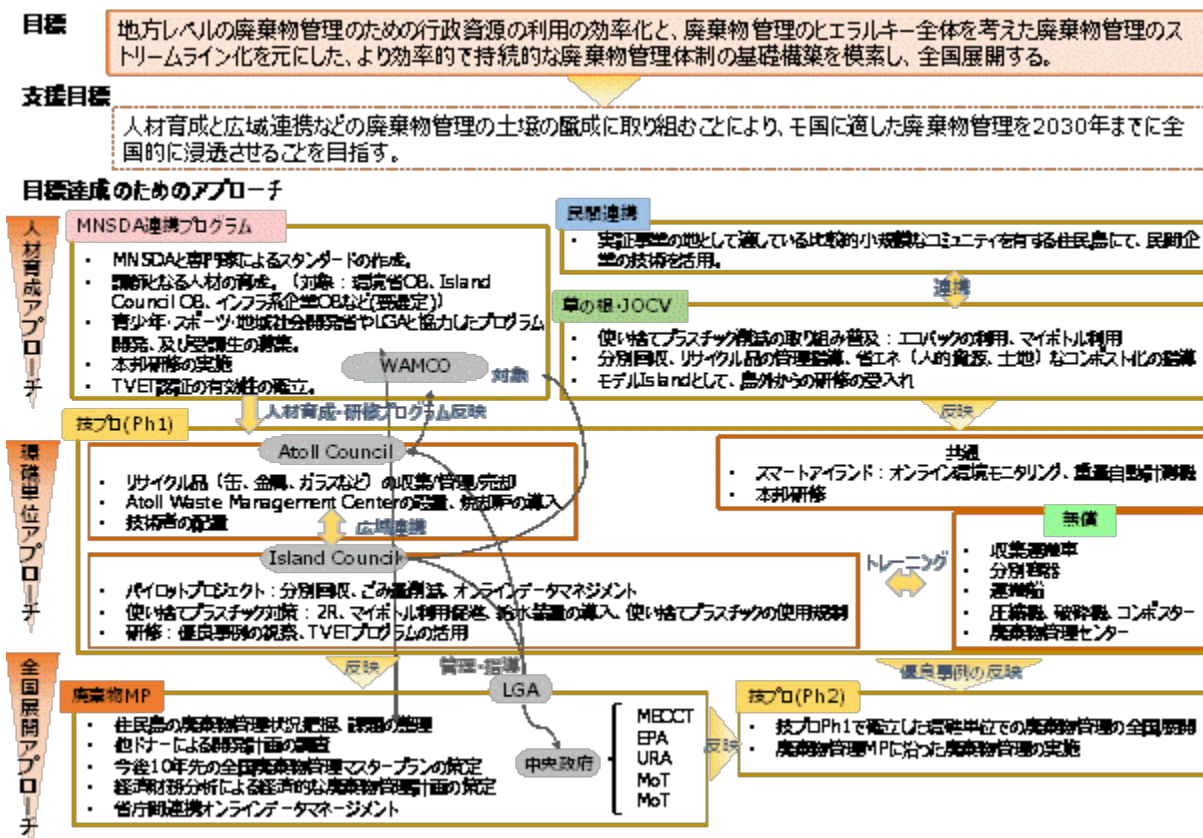 目標
地方レベルの廃棄物管理のための行政資源の利用の効率化と、廃棄物管理のヒエラルキー全体を考えた廃棄物管理のス
トリームライン化を元にした、より効率的で持続的な廃棄物管理体制の基礎構築を模索し、全国展開する。
支援目標
人材育成と広域連携などの廃棄物管理の土壌の醸成に取り組むことにより、モ国に適した廃棄物管理を2030年までに全
国的に浸透させることを目指す。
目標達成のためのアプローチ
人材育成アプローチ
MNSDA連携プログラム
• MNSDAと専門家によるスタンダードの作成。
• 講師となる人材の育成。（対象：環境省OB、Island
Council OB、インフラ系企業OBなど(要選定)）
• 青少年・スポーツ・地域社会開発省やLGAと協力したプログラム
開発、及び受講生の募集。
• 本邦研修の実施
• TVET認証の有効性の確立。
WAMCO
対象
民間連携
• 実証事業の地として適している比較的小規模なコミュニティを有する住民島にて、民間企
業の技術を活用。
連携
草の根・JOCV
• 使い捨てプラスチック削減の取り組み普及：エコバックの利用、マイボトル利用
• 分別回収、リサイクル品の管理指導、省エネ（人的資源、土地）なコンポスト化の指導
• モデルIslandとして、島外からの研修の受入れ
人材育成・研修プログラム反映
反映
環礁単位アプローチ
技プロ(Ph1)
Atoll Council
• リサイクル品（缶、金属、ガラスなど）の収集/管理/売却
• Atoll Waste Management Centerの設置、焼却炉の導入
• 技術者の配置
広域連携
共通
• スマートアイランド：オンライン環境モニタリング、重量自動計測機
• 本邦研修
Island Council
• パイロットプロジェクト：分別回収、ごみ量削減、オンラインデータマネジメント
• 使い捨てプラスチック対策：2R、マイボトル利用促進、給水装置の導入、使い捨てプラスチックの使用規制
• 研修：優良事例の視察、TVETプログラムの活用
トレーニング
無償
• 収集運搬車
• 分別容器
• 運搬船
• 圧縮機、破砕機、コンポスター
• 廃棄物管理センター
反映
管理・指導
優良事例の反映
全国展開アプローチ
廃棄物MP
• 住民島の廃棄物管理状況把握、課題の整理
• 他ドナーによる開発計画の調査
• 今後10年先の全国廃棄物管理マスタープランの策定
• 経済財務分析による経済的な廃棄物管理計画の策定
• 省庁間連携オンラインデータマネージメント
LGA
中央政府
MECCT
EPA
URA
MoT
MoT
反映
技プロ(Ph2)
• 技プロPh1で確立した環礁単位での廃棄物管理の全国展開
• 廃棄物管理MPに沿った廃棄物管理の実施